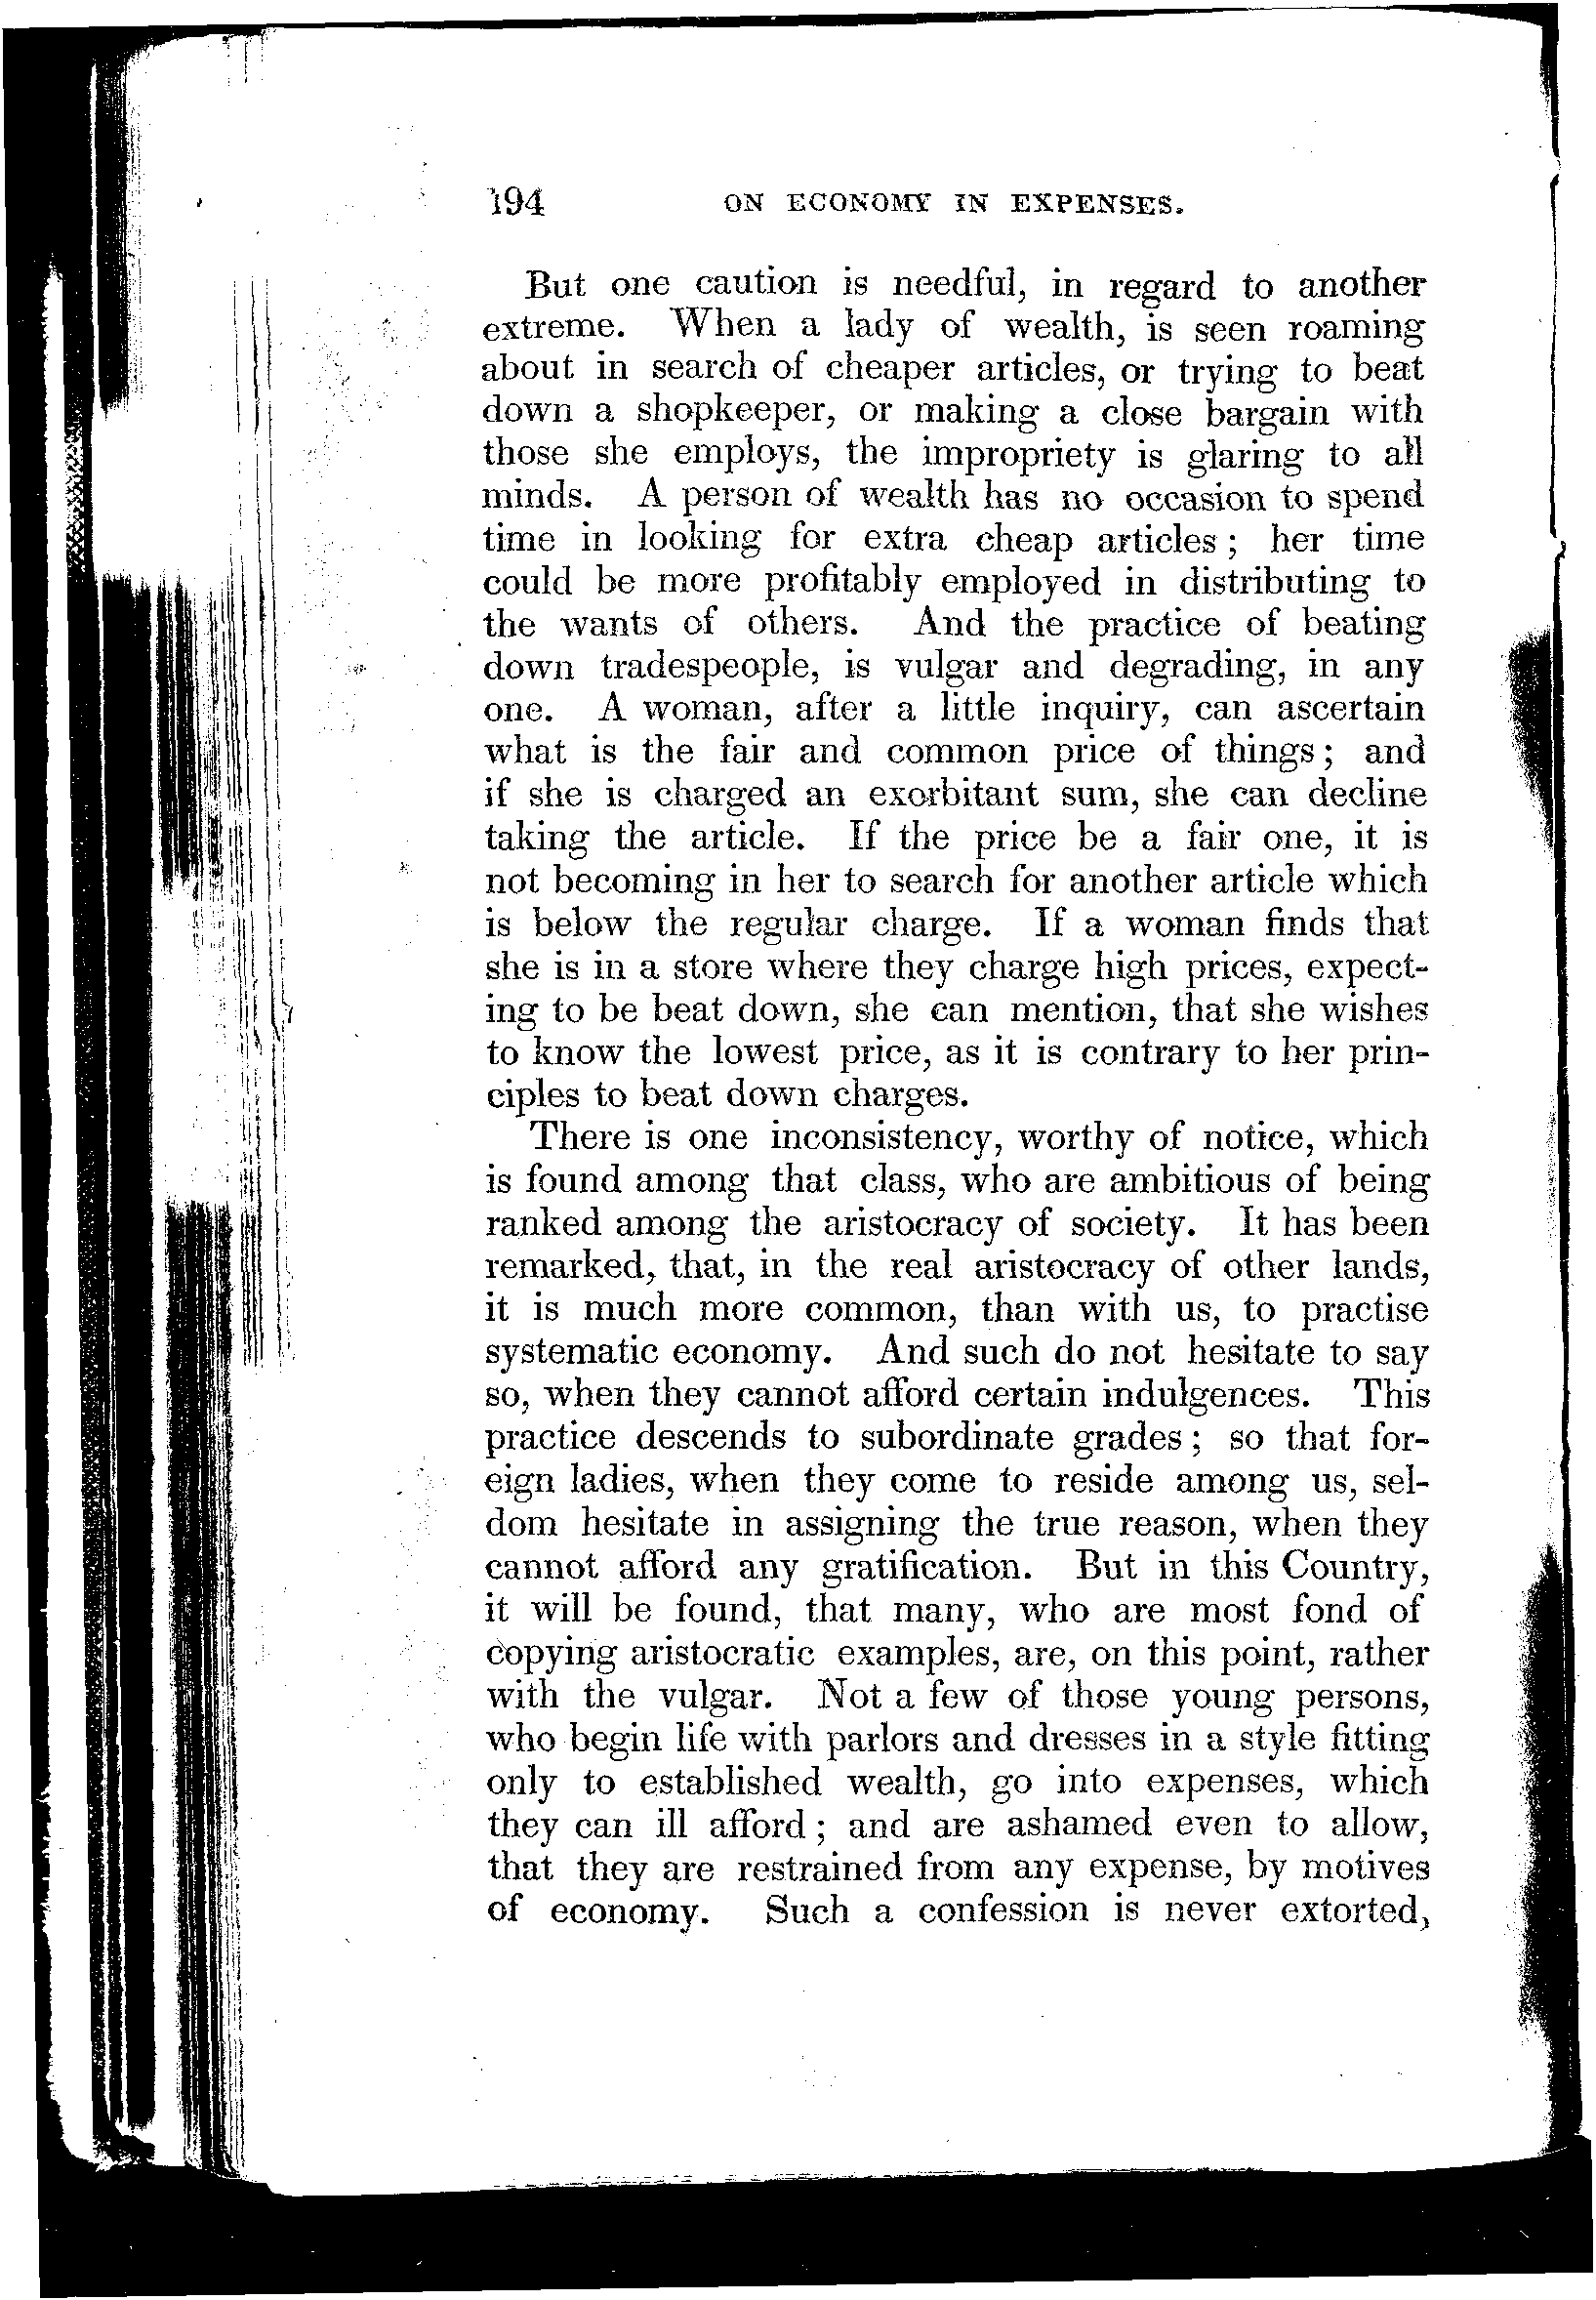 194 ON ECONOMY IN EXPENSES.
But one caution is needful, in regard to another
extreme. When a lady of wealth, is seen roaming
about in search of cheaper articles, or trying to beat
down a shopkeeper, or making a close bargain with
those she employs, the impropriety is glaring to all
minds. A person of wealth has no occasion to spend
time in looking for extra cheap articles; her time
could be more profitably employed in distributing to
the wants of others. And the practice of beating
down tradespeople, is vulgar and degrading, in any
one. A woman, after a little inquiry, can ascertain
what is the fair and common price of things; and
if she is charged an exorbitant sum, she can decline
taking the article. If the price be a fair one, it is
not becoming in her to search for another article which
is below the regular charge. If a woman finds that
she is in a store where they charge high prices, expect-
ing to be beat down, she can mention, that she wishes
to know the lowest price, as it is contrary to her prin-
ciples to beat down charges.
There is one inconsistency, worthy of notice, which
is found among that class, who are ambitious of being
ranked among the aristocracy of society. It has been
remarked, that, in the real aristocracy of other lands,
it is much more common, than with us, to practise
systematic economy. And such do not hesitate to say
so, when they cannot afford certain indulgences. This
practice descends to subordinate grades; so that for-
eign ladies, when they come to reside among us, sel-
dom hesitate in assigning the true reason, when they
cannot afford any gratification. But in this Country,
it will be found, that many, who are most fond of
copying aristocratic examples, are, on this point, rather
with the vulgar. Not a few of those young persons,
who begin life with parlors and dresses in a style fitting
only to established wealth, go into expenses, which
they can ill afford; and are ashamed even to allow,
that they are restrained from any expense, by motives
of economy. Such a confession is never extorted,